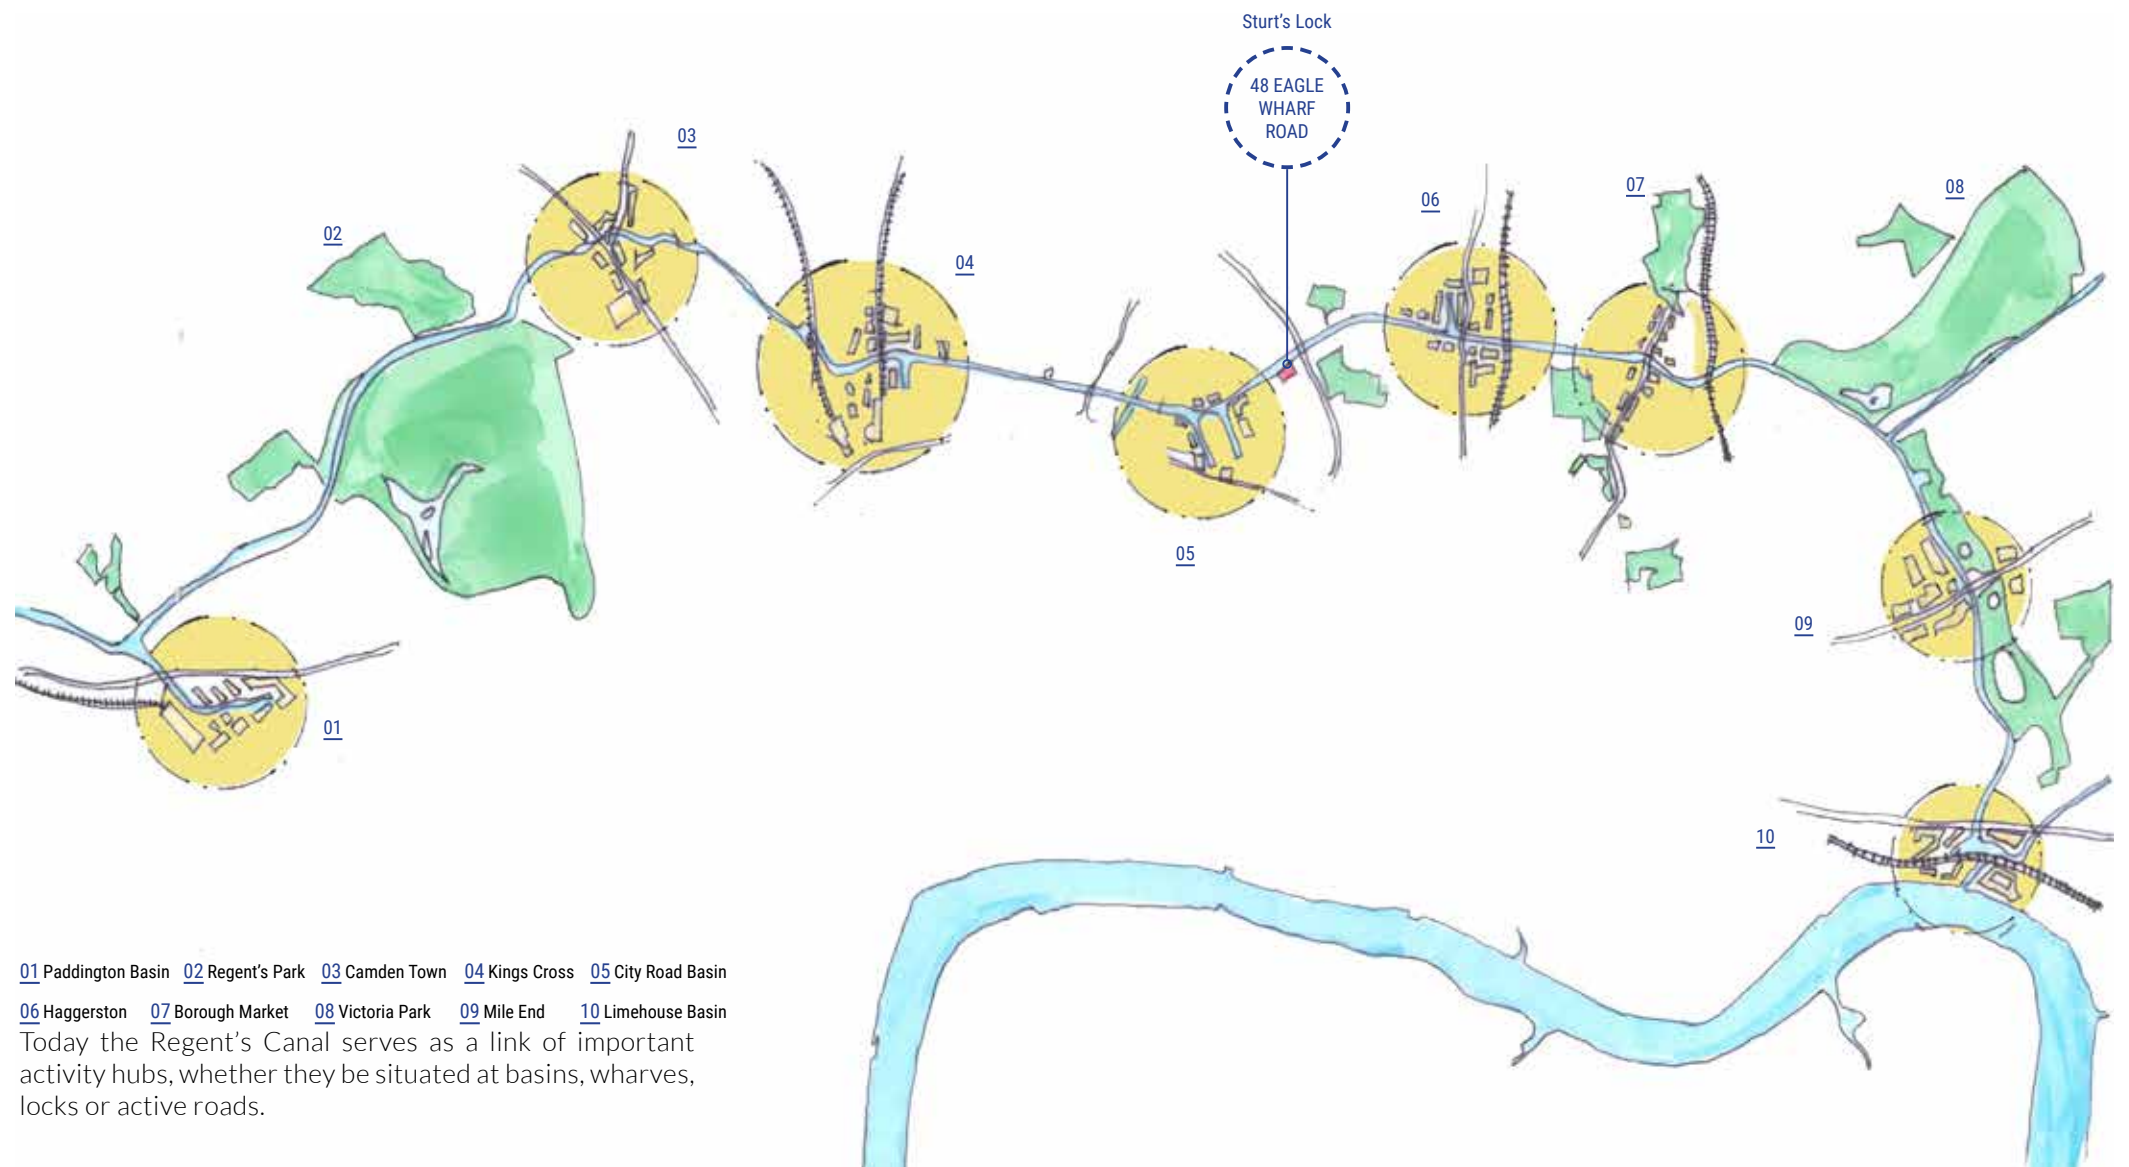 Sturt's Lock
48 EAGLE
WHARF
ROAD
03
07
08
06
02
04
05
09
01
10
01 Paddington Basin 02 Regent's Park 03 Camden Town 04 Kings Cross 05 City Road Basin
06 Haggerston 07 Borough Market 08 Victoria Park 09 Mile End 10 Limehouse Basin
Today the Regent's Canal serves as a link of important
activity hubs, whether they be situated at basins, wharves,
locks or active roads.